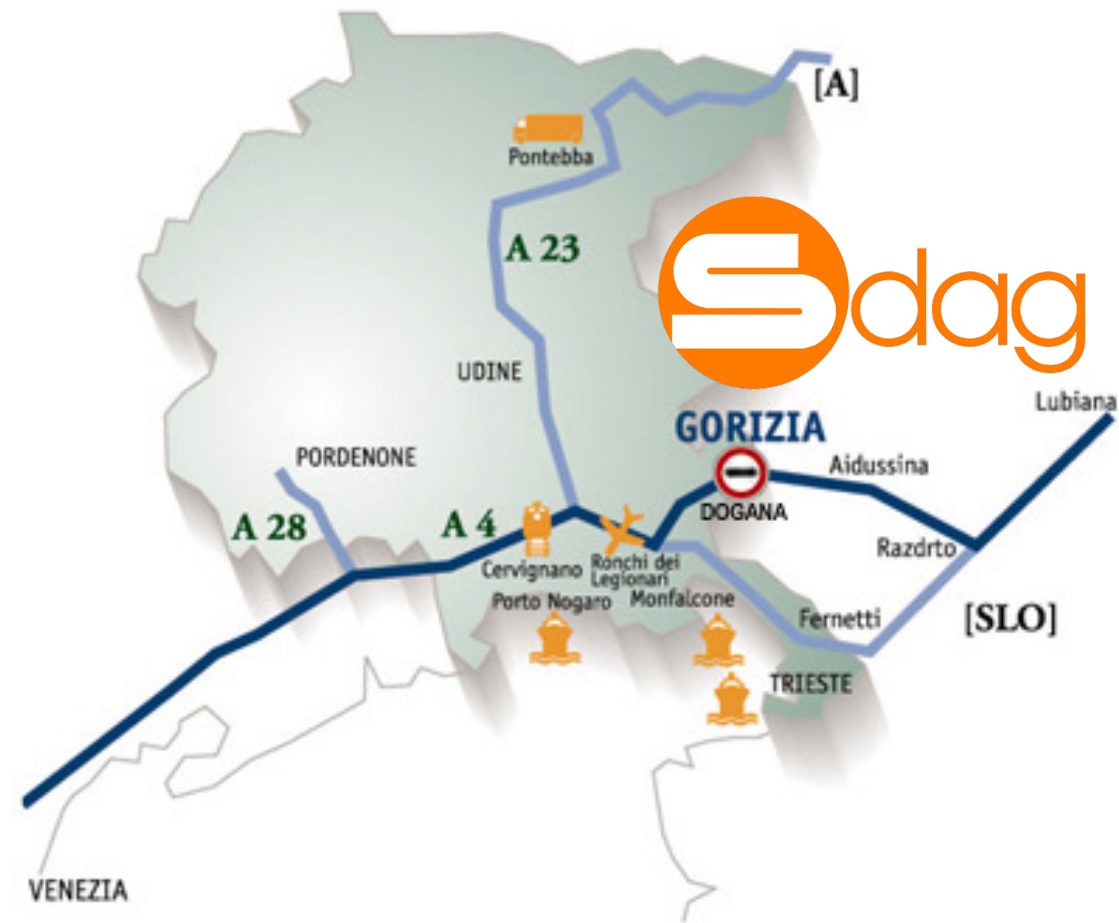 [A]
Pontebba
A 23
Sdag
UDINE
Lubiana
GORIZIA
PORDENONE
Aidussina
A 28
A 4
DOGANA
Razdrto
Cervignano
Ronchi dei
Legionari
Porto Nogaro
Monfalcone
Fernetti
[SLO]
TRIESTE
VENEZIA